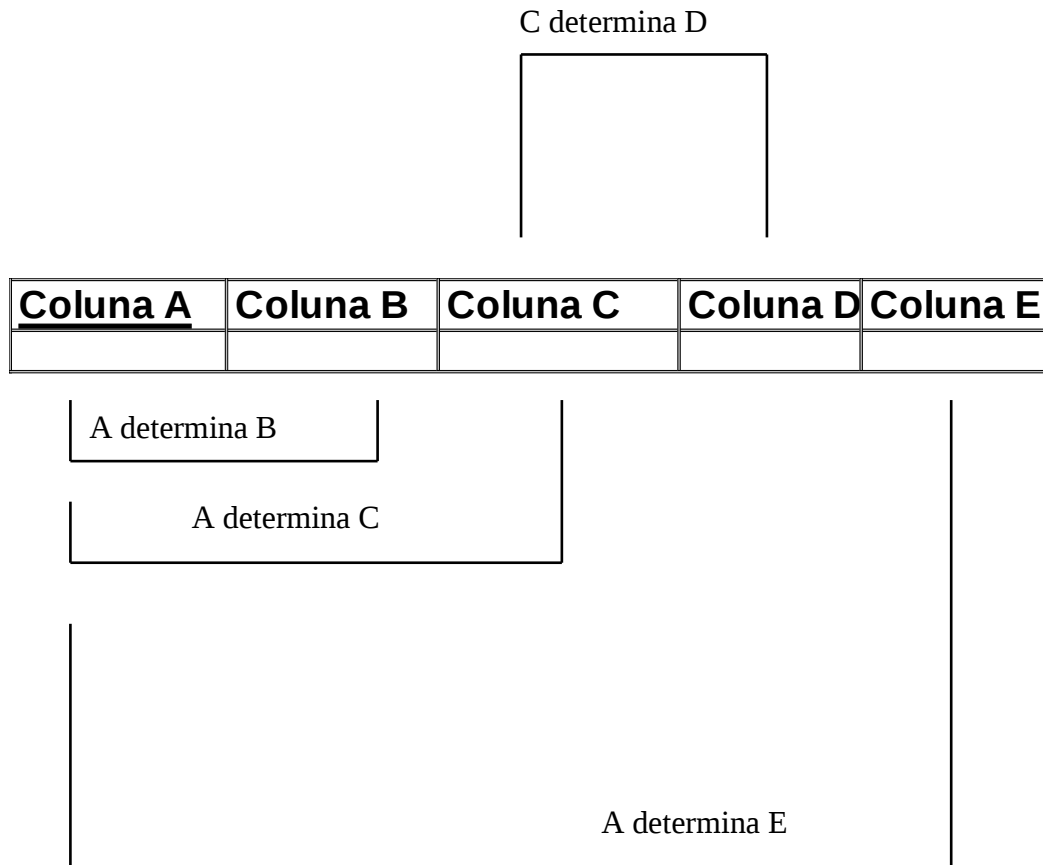 C determina D
Coluna A Coluna B Coluna C Coluna D Coluna E
A determina B
A determina C
A determina E